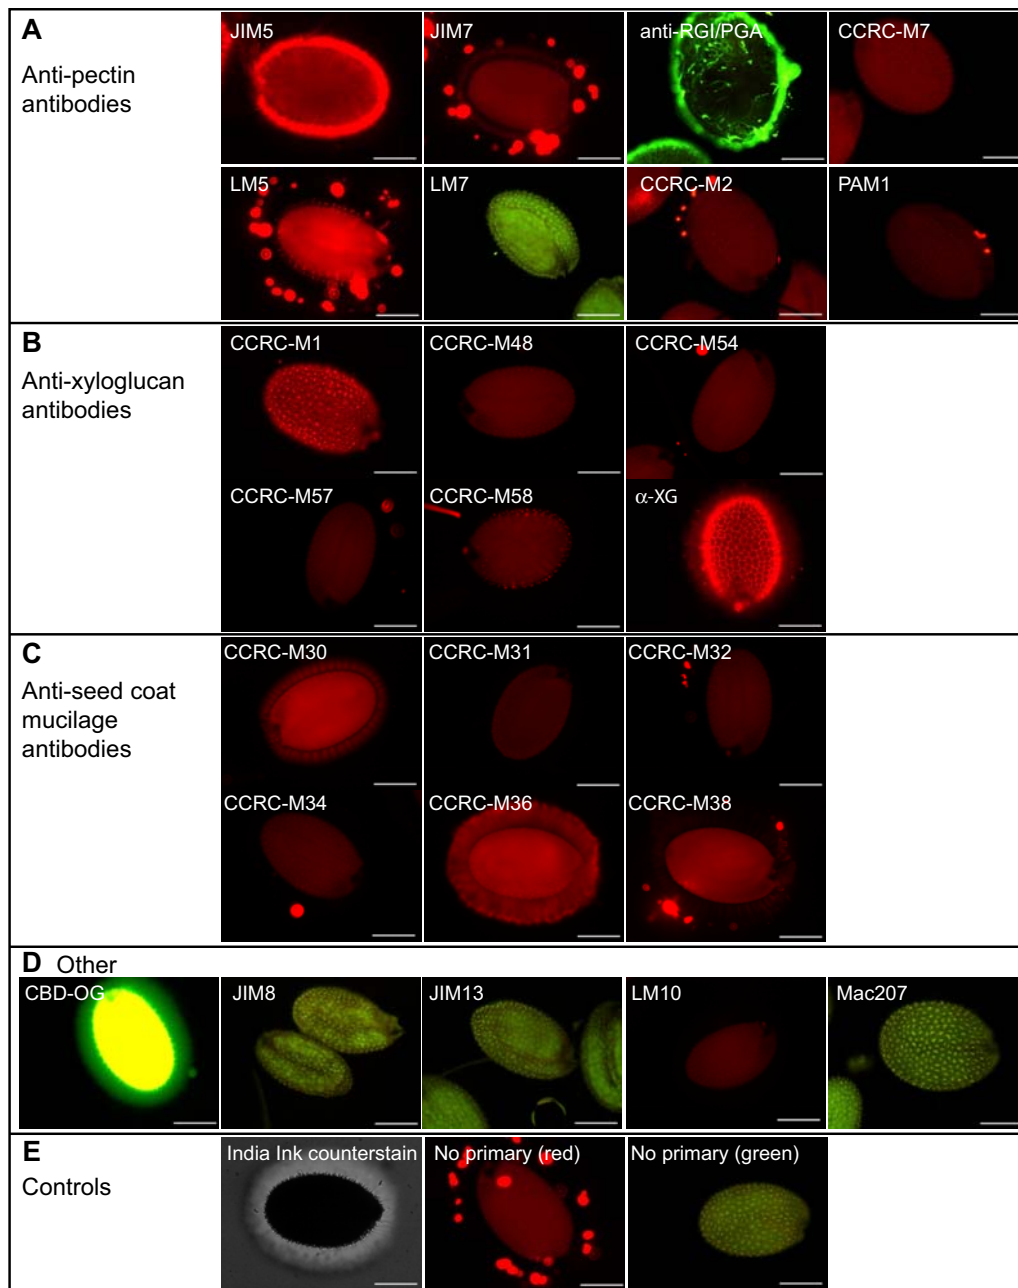 A
Anti-pectin
antibodies
JIM5
JIM7
anti-RGI/PGA
CCRC-M7
LM5
LM7
CCRC-M2
PAM1
B
Anti-xyloglucan
antibodies
CCRC-M1
CCRC-M48
CCRC-M54
CCRC-M57
CCRC-M58
α-XG
C
Anti-seed coat
mucilage
antibodies
CCRC-M30
CCRC-M31
CCRC-M32
CCRC-M34
CCRC-M36
CCRC-M38
D Other
CBD-OG
JIM8
JIM13
LM10
Mac207
E
Controls
India Ink counterstain
No primary (red)
No primary (green)